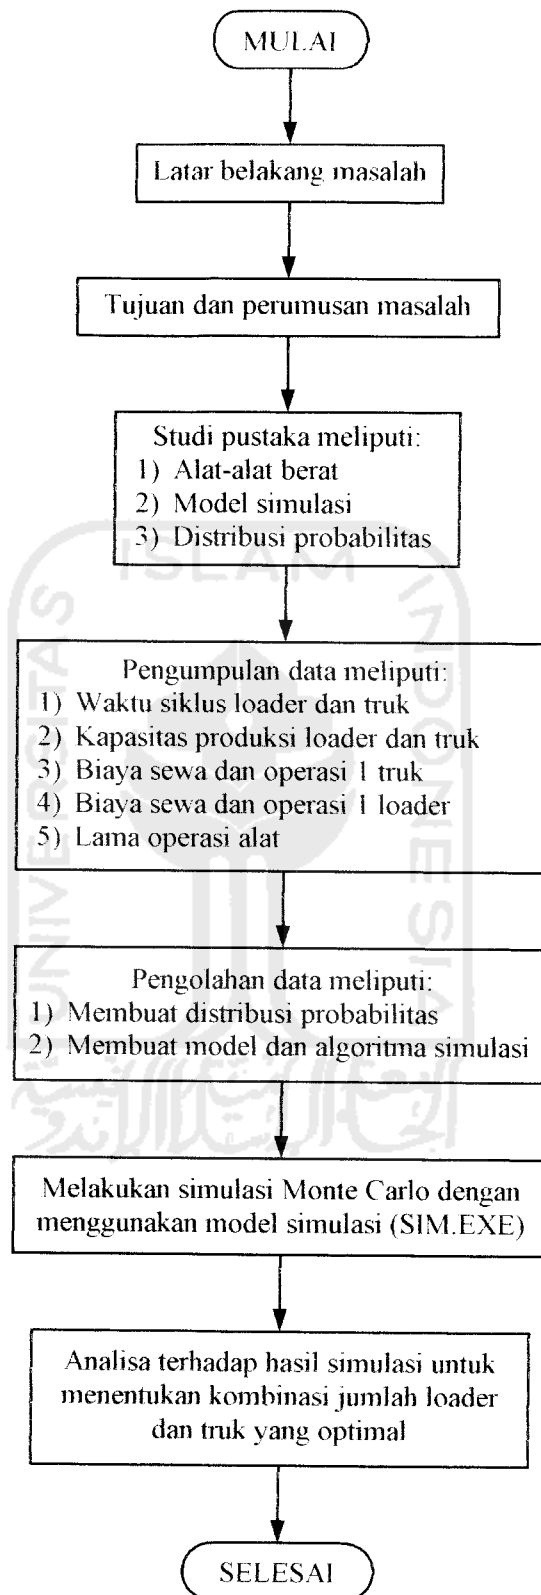 MULAI
Latar belakang masalah
Tujuan dan perumusan masalah
Studi pustaka meliputi:
1) Alat-alat berat
2) Model simulasi
3) Distribusi probabilitas
ISLAM
UNIVERSITAS
INDONESIA
Pengumpulan data meliputi:
1) Waktu siklus loader dan truk
2) Kapasitas produksi loader dan truk
3) Biaya sewa dan operasi 1 truk
4) Biaya sewa dan operasi 1 loader
5) Lama operasi alat
Pengolahan data meliputi:
1) Membuat distribusi probabilitas
2) Membuat model dan algoritma simulasi
Melakukan simulasi Monte Carlo dengan
menggunakan model simulasi (SIM.EXE)
Analisa terhadap hasil simulasi untuk
menentukan kombinasi jumlah loader
dan truk yang optimal
SELESAI